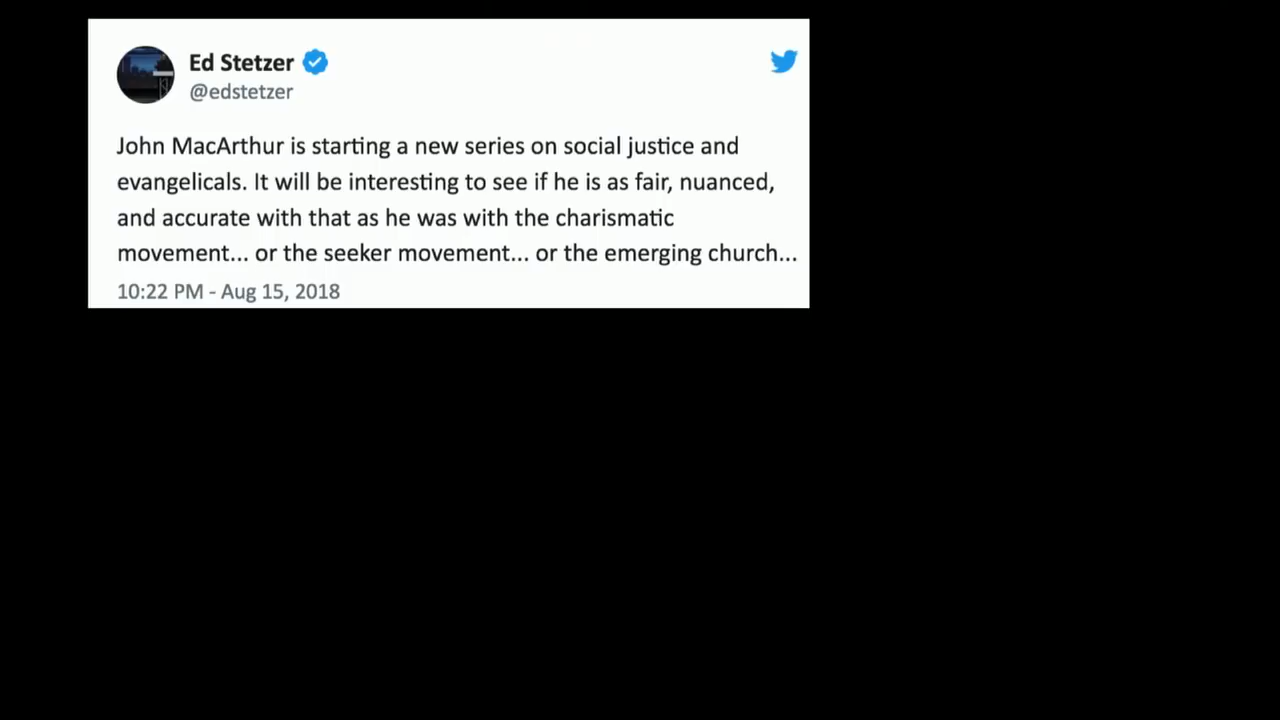 Ed Stetzer
@edstetzer
John MacArthur is starting a new series on social justice and
evangelicals. It will be interesting to see if he is as fair, nuanced,
and accurate with that as he was with the charismatic
movement... or the seeker movement... or the emerging church...
10:22 PM - Aug 15, 2018